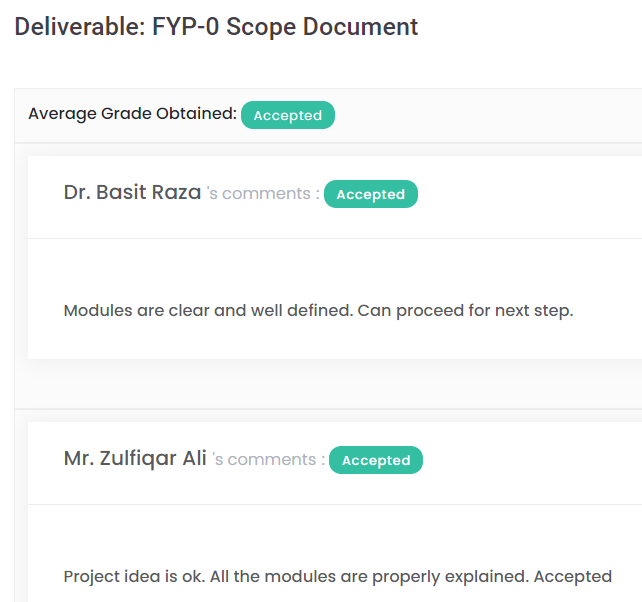 Deliverable: FYP-0 Scope Document
Average Grade Obtained: Accepted
Dr. Basit Raza 's comments : Accepted
Modules are clear and well defined. Can proceed for next step.
Mr. Zulfiqar Ali 's comments : Accepted
Project idea is ok. All the modules are properly explained. Accepted